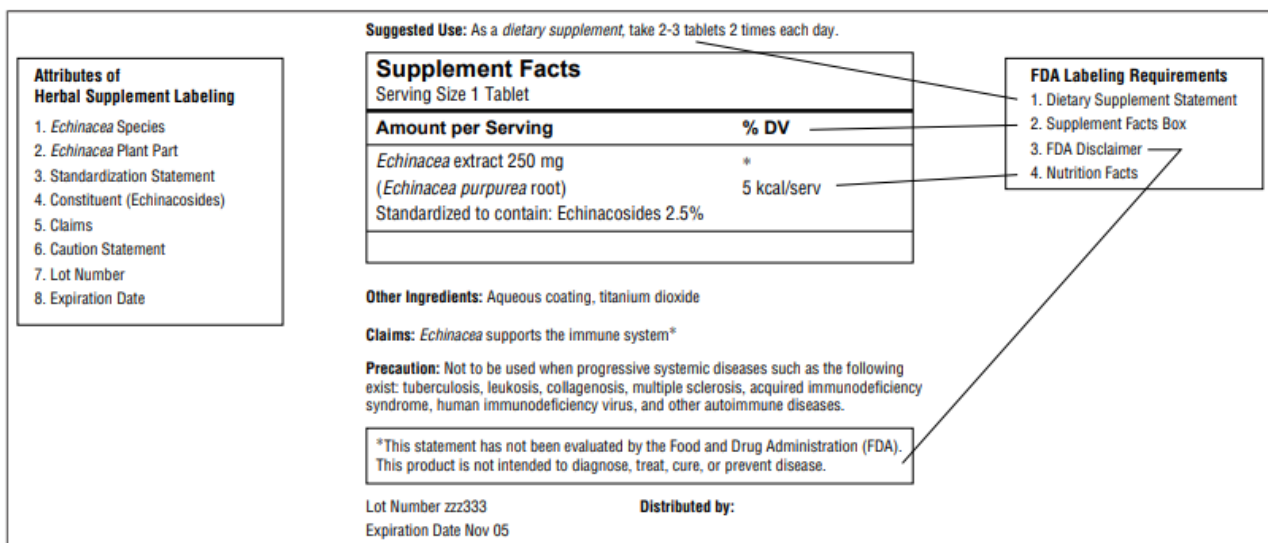 Suggested Use: As a dietary supplement, take 2-3 tablets 2 times each day.
Attributes of
Herbal Supplement Labeling
1. Echinacea Species
2. Echinacea Plant Part
3. Standardization Statement
4. Constituent (Echinacosides)
5. Claims
6. Caution Statement
7. Lot Number
8. Expiration Date
Supplement Facts
Serving Size 1 Tablet
Amount per Serving % DV
Echinacea extract 250 mg *
(Echinacea purpurea root) 5 kcal/serv
Standardized to contain: Echinacosides 2.5%
FDA Labeling Requirements
1. Dietary Supplement Statement
2. Supplement Facts Box
3. FDA Disclaimer
4. Nutrition Facts
Other Ingredients: Aqueous coating, titanium dioxide
Claims: Echinacea supports the immune system*
Precaution: Not to be used when progressive systemic diseases such as the following
exist: tuberculosis, leukosis, collagenosis, multiple sclerosis, acquired immunodeficiency
syndrome, human immunodeficiency virus, and other autoimmune diseases.
*This statement has not been evaluated by the Food and Drug Administration (FDA).
This product is not intended to diagnose, treat, cure, or prevent disease.
Lot Number zzz333 Distributed by:
Expiration Date Nov 05